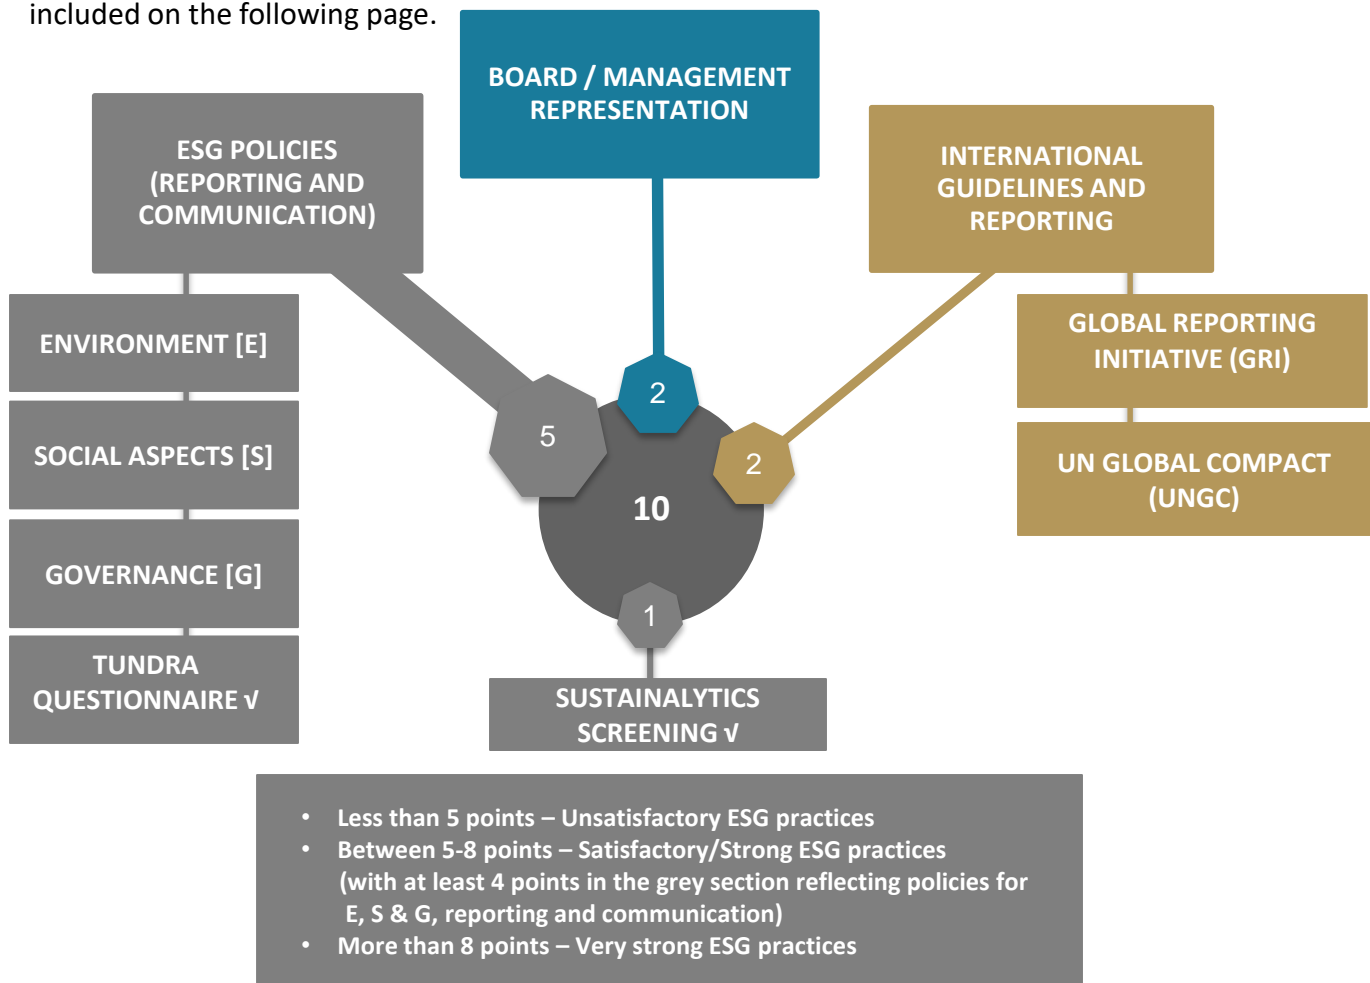 included on the following page.
BOARD / MANAGEMENT
REPRESENTATION
ESG POLICIES
(REPORTING AND
COMMUNICATION)
INTERNATIONAL
GUIDELINES AND
REPORTING
ENVIRONMENT [E]
SOCIAL ASPECTS [S]
GOVERNANCE [G]
TUNDRA
QUESTIONNAIRE √
GLOBAL REPORTING
INITIATIVE (GRI)
UN GLOBAL COMPACT
(UNGC)
5
2
2
10
1
SUSTAINALYTICS
SCREENING √
• Less than 5 points – Unsatisfactory ESG practices
• Between 5-8 points – Satisfactory/Strong ESG practices
(with at least 4 points in the grey section reflecting policies for
E, S & G, reporting and communication)
• More than 8 points – Very strong ESG practices